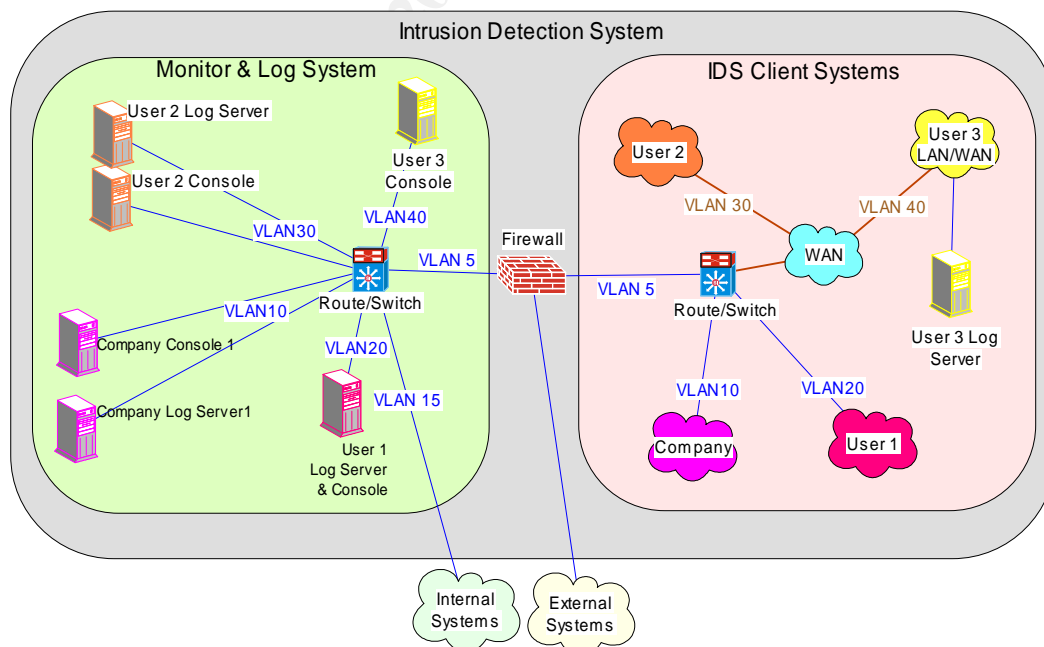 Intrusion Detection System
Monitor & Log System
IDS Client Systems
User 2 Log Server
User 2 Console
User 3
Console
VLAN40
VLAN30
VLAN 5
Firewall
VLAN 5
Route/Switch
VLAN10
Company Console 1
Company Log Server1
VLAN20
VLAN 15
User 1
Log Server
& Console
User 2
User 3
LAN/WAN
VLAN 30
VLAN 40
WAN
Route/Switch
User 3 Log
Server
VLAN10
VLAN20
Company
User 1
Internal
Systems
External
Systems